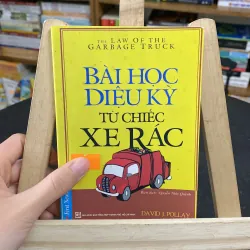 THE LAW OF THE
GARBAGE TRUCK
BÀI HỌC
DIỆU KỲ
TỪ CHIẾC
XE RÁC
DAVID J. POLLAY